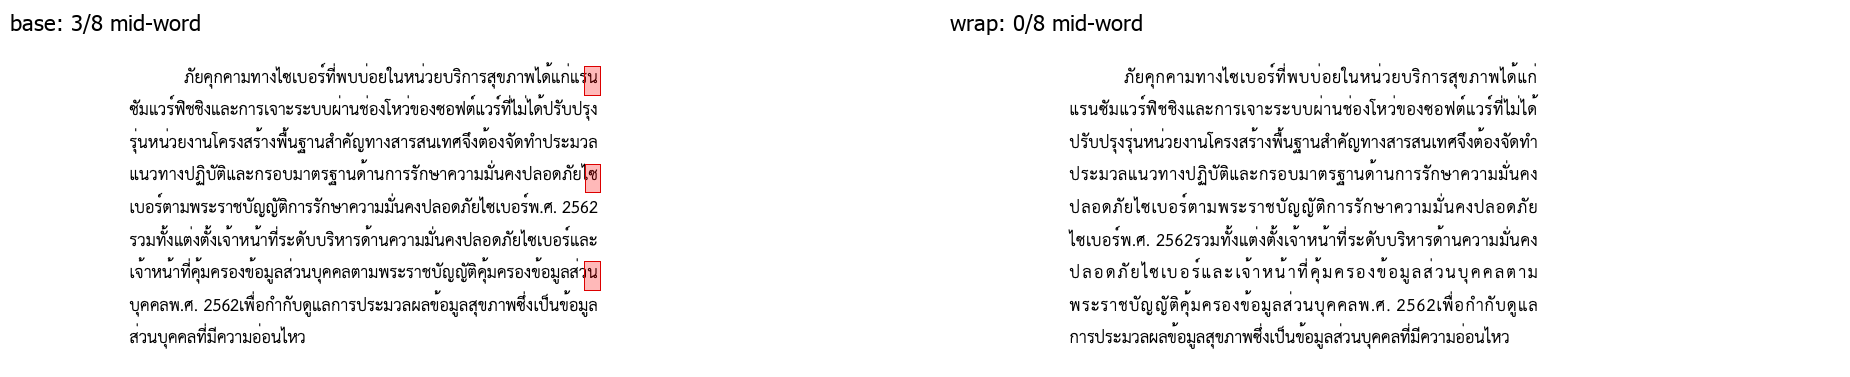 base: 3/8 mid-word
ภัยคุกคามทางไซเบอร์ที่พบบ่อยในหน่วยบริการสุขภาพได้แก่แรน
ซัมแวร์ฟิชชิงและการเจาะระบบผ่านช่องโหว่ของซอฟต์แวร์ที่ไม่ได้ปรับปรุง
รุ่นหน่วยงานโครงสร้างพื้นฐานสำคัญทางสารสนเทศจึงต้องจัดทำประมวล
แนวทางปฏิบัติและกรอบมาตรฐานด้านการรักษาความมั่นคงปลอดภัยไซ
เบอร์ตามพระราชบัญญัติการรักษาความมั่นคงปลอดภัยไซเบอร์พ.ศ. 2562
รวมทั้งแต่งตั้งเจ้าหน้าที่ระดับบริหารด้านความมั่นคงปลอดภัยไซเบอร์และ
เจ้าหน้าที่คุ้มครองข้อมูลส่วนบุคคลตามพระราชบัญญัติคุ้มครองข้อมูลส่วน
บุคคลพ.ศ. 2562เพื่อกำกับดูแลการประมวลผลข้อมูลสุขภาพซึ่งเป็นข้อมูล
ส่วนบุคคลที่มีความอ่อนไหว
wrap: 0/8 mid-word
ภัยคุกคามทางไซเบอร์ที่พบบ่อยในหน่วยบริการสุขภาพได้แก่
แรนซัมแวร์ฟิชชิงและการเจาะระบบผ่านช่องโหว่ของซอฟต์แวร์ที่ไม่ได้
ปรับปรุงรุ่นหน่วยงานโครงสร้างพื้นฐานสำคัญทางสารสนเทศจึงต้องจัดทำ
ประมวลแนวทางปฏิบัติและกรอบมาตรฐานด้านการรักษาความมั่นคง
ปลอดภัยไซเบอร์ตามพระราชบัญญัติการรักษาความมั่นคงปลอดภัย
ไซเบอร์พ.ศ. 2562รวมทั้งแต่งตั้งเจ้าหน้าที่ระดับบริหารด้านความมั่นคง
ปลอดภัยไซเบอร์และเจ้าหน้าที่คุ้มครองข้อมูลส่วนบุคคลตาม
พระราชบัญญัติคุ้มครองข้อมูลส่วนบุคคลพ.ศ. 2562เพื่อกำกับดูแล
การประมวลผลข้อมูลสุขภาพซึ่งเป็นข้อมูลส่วนบุคคลที่มีความอ่อนไหว